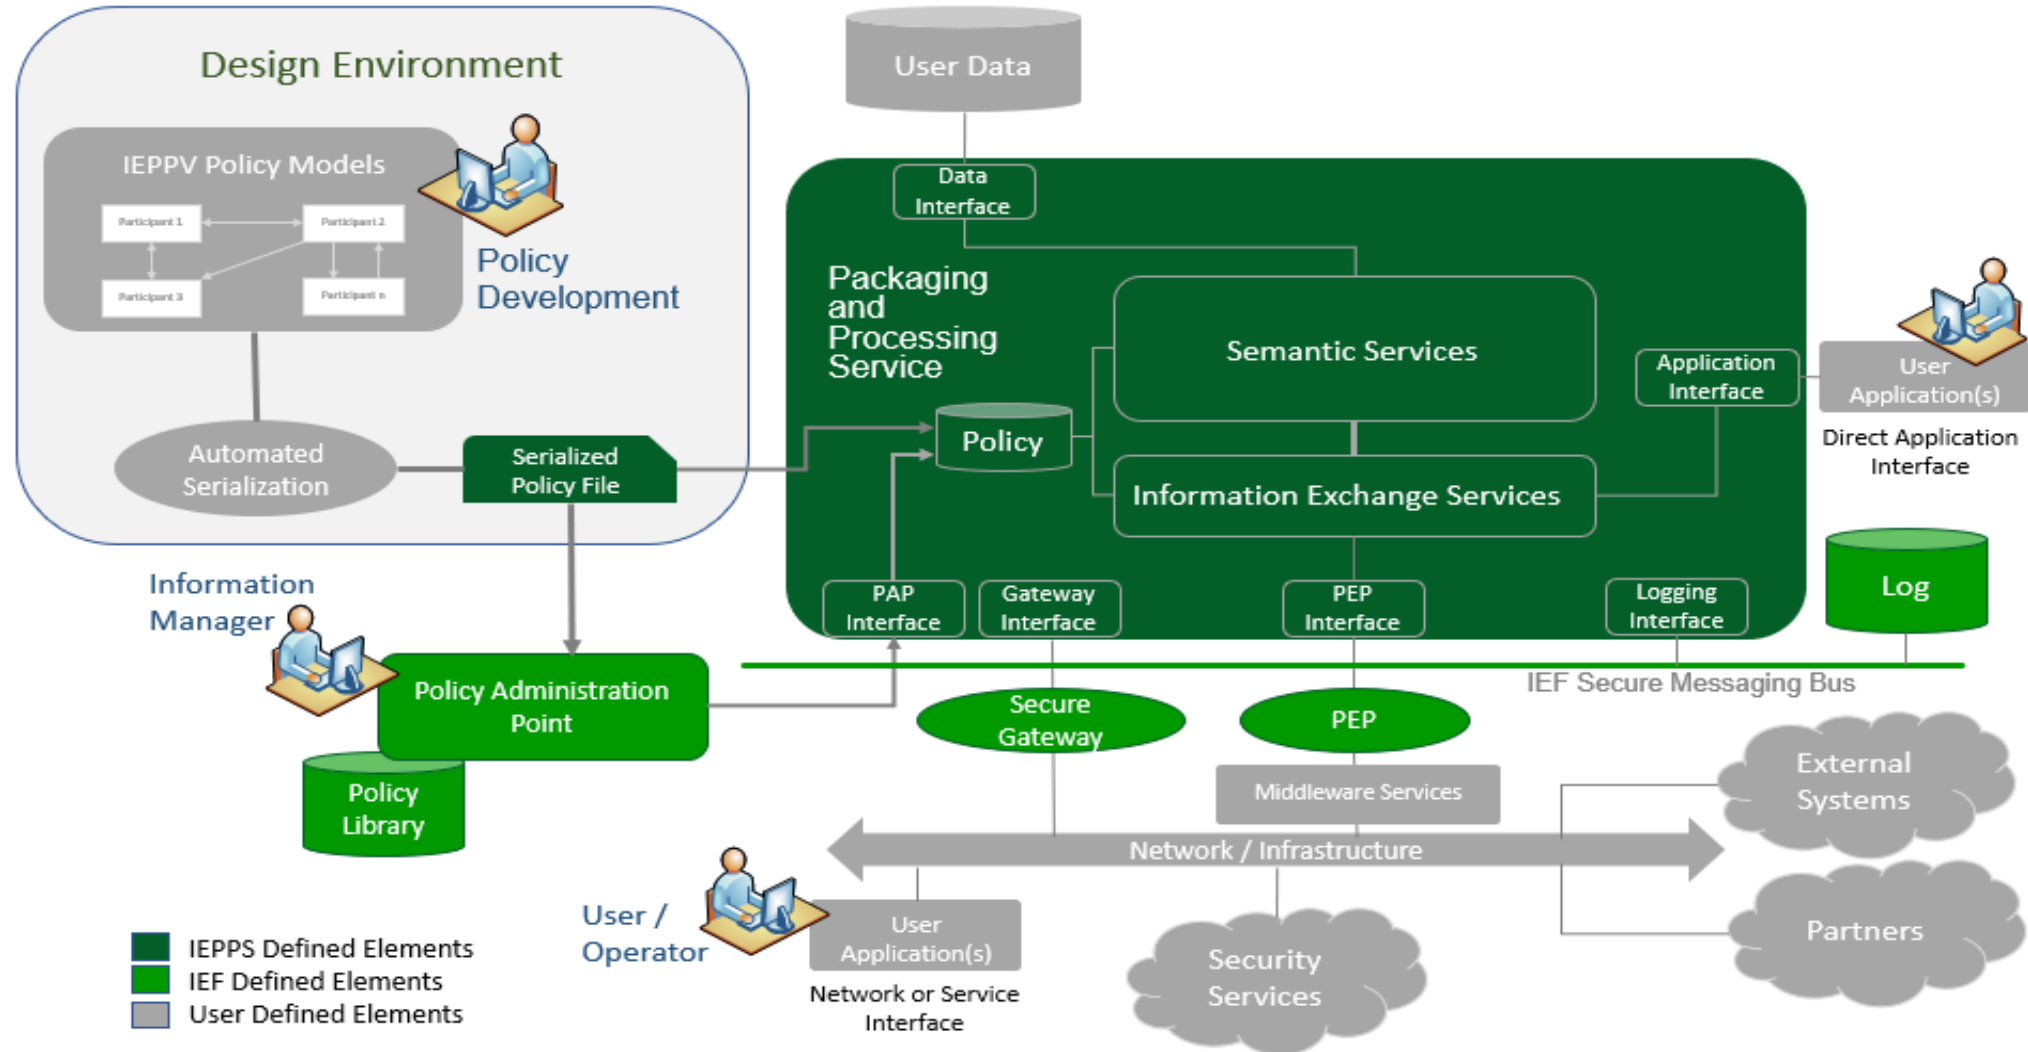 Design Environment
IEPPV Policy Models
Participant 1
Participant 2
Participant 3
Participant n
Policy
Development
Automated
Serialization
Serialized
Policy File
User Data
Data
Interface
Packaging
and
Processing
Service
Semantic Services
Policy
Information Exchange Services
Application
Interface
User
Application(s)
Direct Application
Interface
PAP
Interface
Gateway
Interface
PEP
Interface
Logging
Interface
Log
IEF Secure Messaging Bus
Information
Manager
Policy Administration
Point
Policy
Library
Secure
Gateway
PEP
Middleware Services
Network / Infrastructure
External
Systems
Partners
User /
Operator
User
Application(s)
Network or Service
Interface
Security
Services
IEPPS Defined Elements
IEF Defined Elements
User Defined Elements